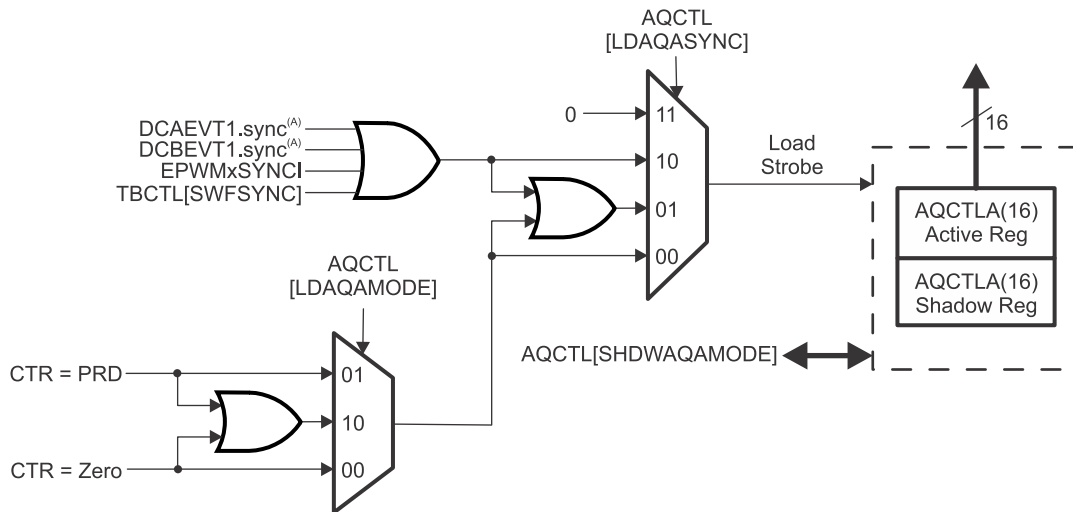 AQCTL
[LDAQASYNC]
0
11
16
DCAEVT1.sync(A)
DCBEVT1.sync(A)
EPWMxSYNCI
TBCTL[SWFSYNC]
10
Load
Strobe
01
00
AQCTLA(16)
Active Reg
AQCTLA(16)
Shadow Reg
AQCTL
[LDAQAMODE]
AQCTL[SHDWAQAMODE]
CTR = PRD
01
10
CTR = Zero
00